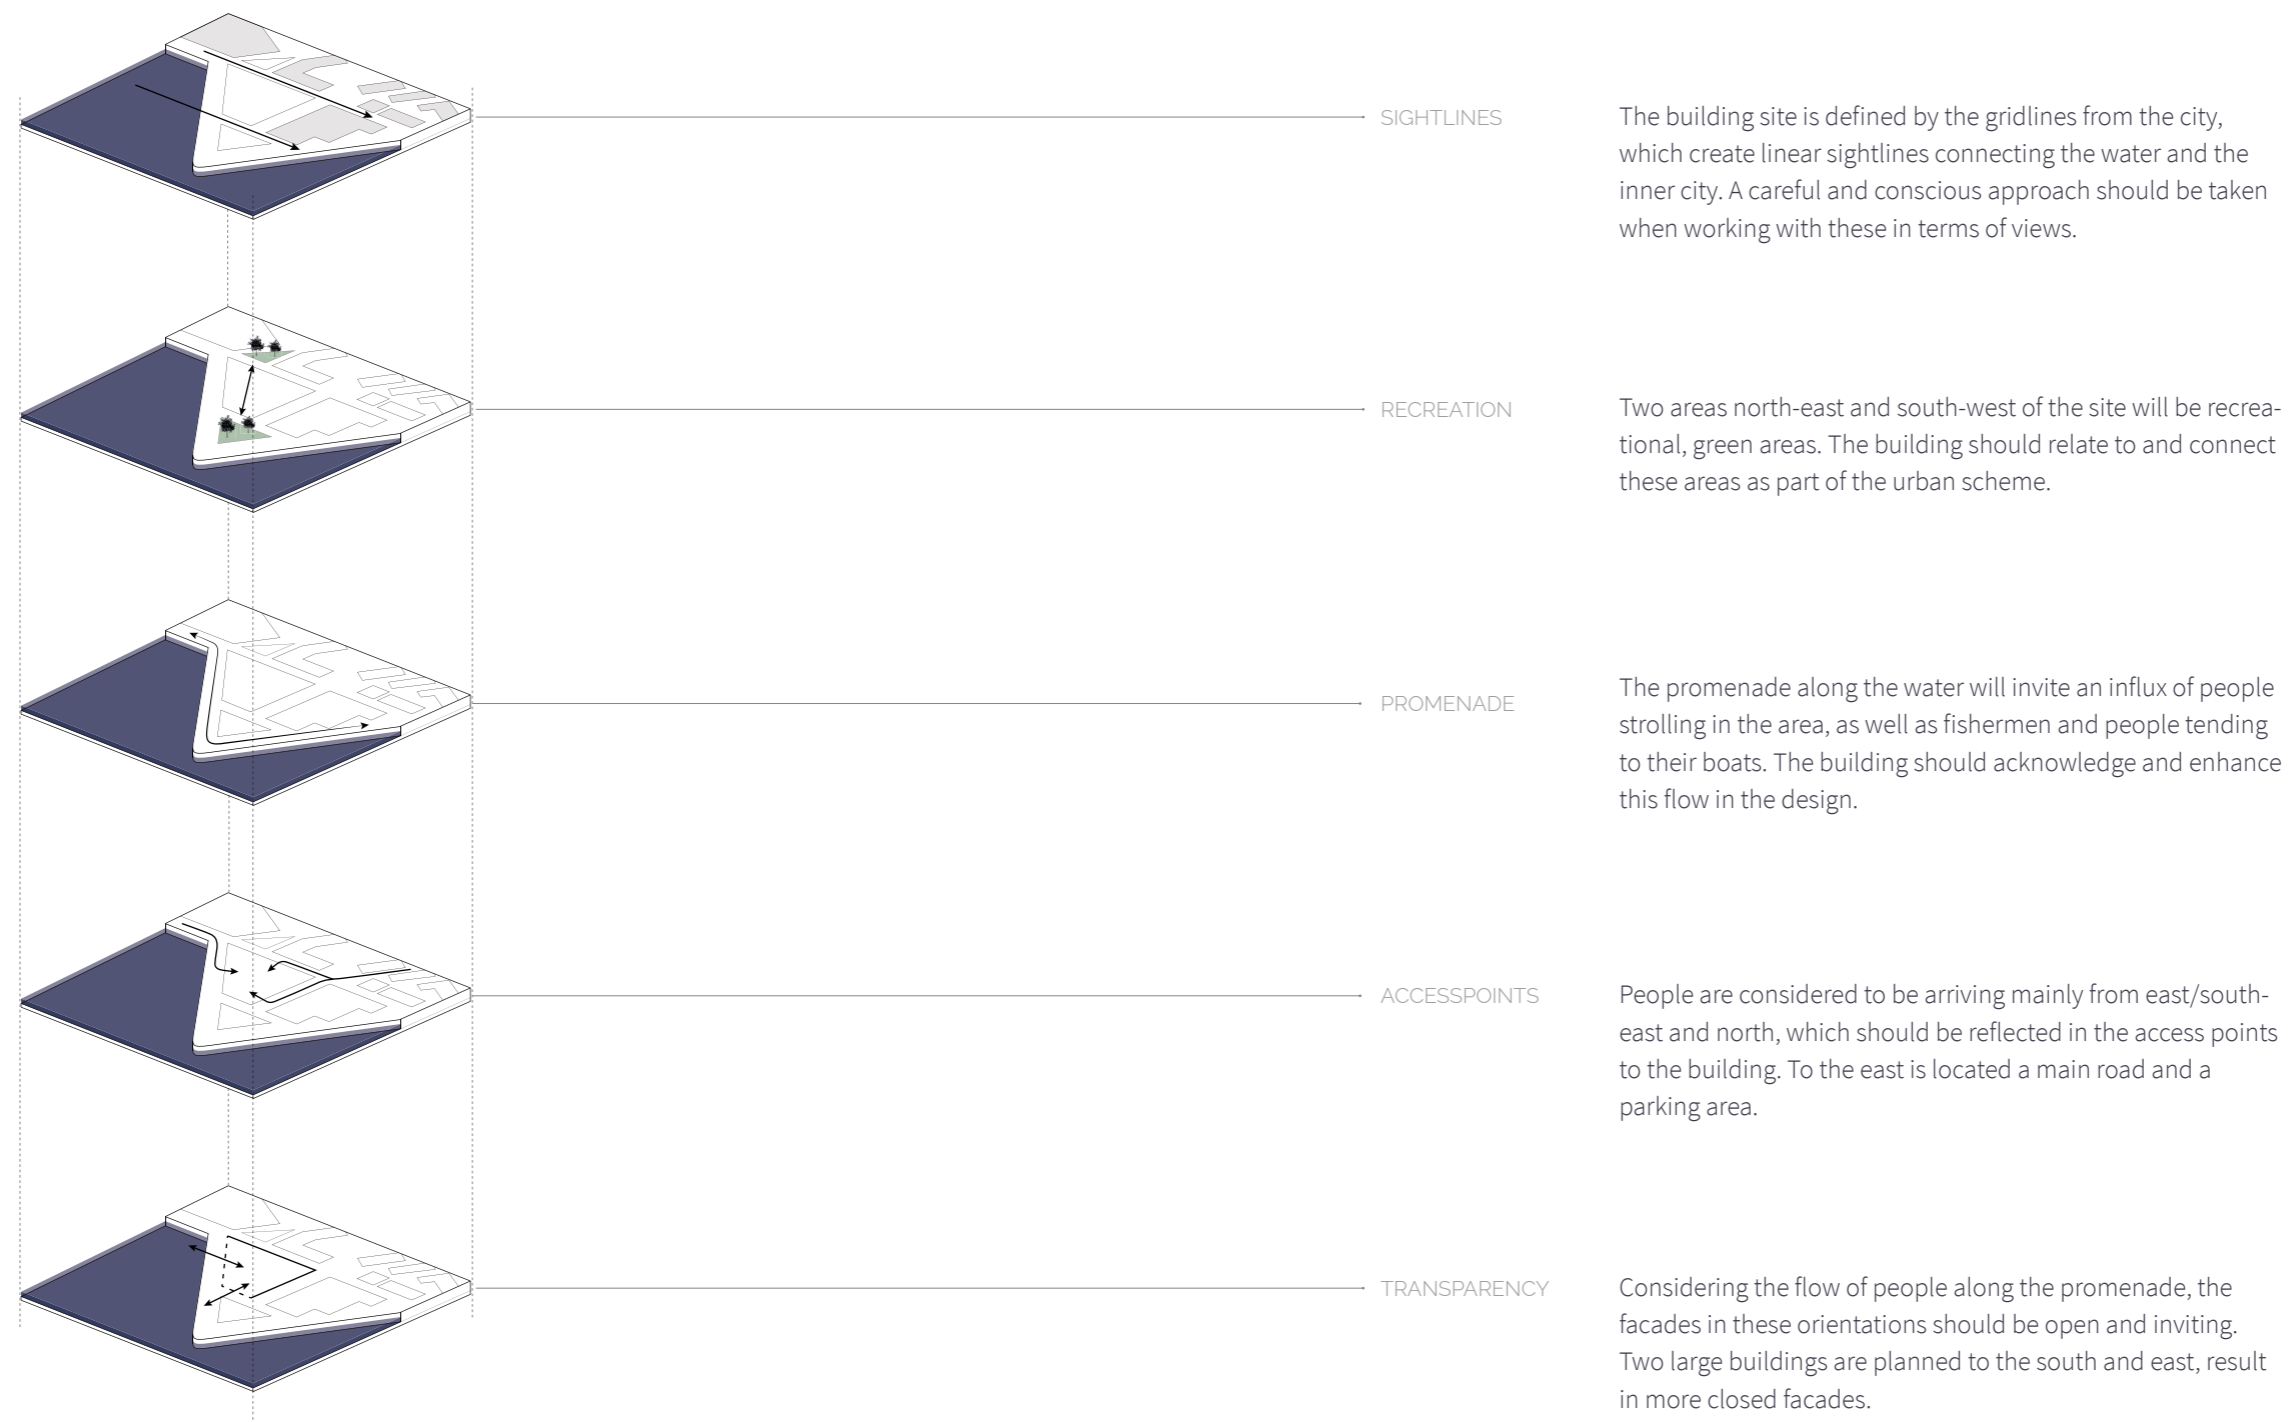 SIGHTLINES
The building site is defined by the gridlines from the city,
which create linear sightlines connecting the water and the
inner city. A careful and conscious approach should be taken
when working with these in terms of views.
RECREATION
Two areas north-east and south-west of the site will be recrea-
tional, green areas. The building should relate to and connect
these areas as part of the urban scheme.
PROMENADE
The promenade along the water will invite an influx of people
strolling in the area, as well as fishermen and people tending
to their boats. The building should acknowledge and enhance
this flow in the design.
ACCESSPOINTS
People are considered to be arriving mainly from east/south-
east and north, which should be reflected in the access points
to the building. To the east is located a main road and a
parking area.
TRANSPARENCY
Considering the flow of people along the promenade, the
facades in these orientations should be open and inviting.
Two large buildings are planned to the south and east, result
in more closed facades.